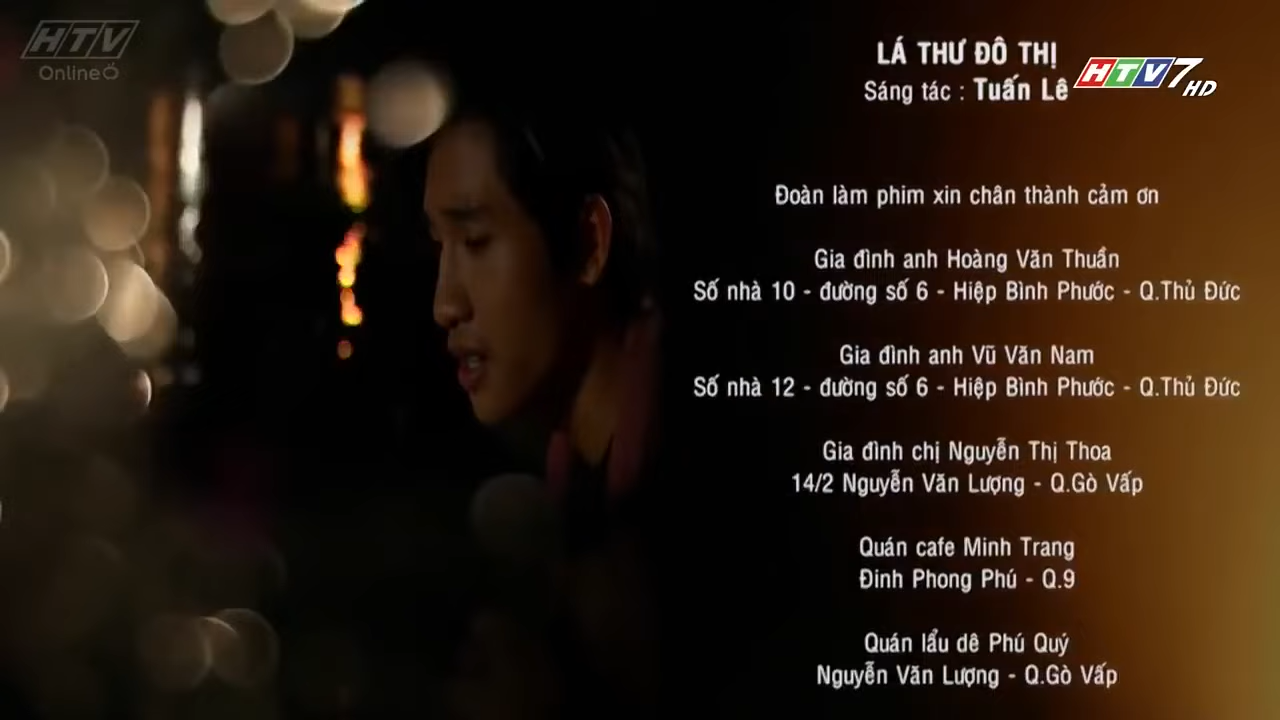 HTV
Online
LÁ THƯ ĐÔ THỊ
HTV7 HD
Sáng tác : Tuấn Lê
Đoàn làm phim xin chân thành cảm ơn
Gia đình anh Hoàng Văn Thuần
Số nhà 10 - đường số 6 - Hiệp Bình Phước - Q.Thủ Đức
Gia đình anh Vũ Văn Nam
Số nhà 12 - đường số 6 - Hiệp Bình Phước - Q.Thủ Đức
Gia đình chị Nguyễn Thị Thoa
14/2 Nguyễn Văn Lượng - Q.Gò Vấp
Quán cafe Minh Trang
Đinh Phong Phú - Q.9
Quán lẩu dê Phú Quý
Nguyễn Văn Lượng - Q.Gò Vấp